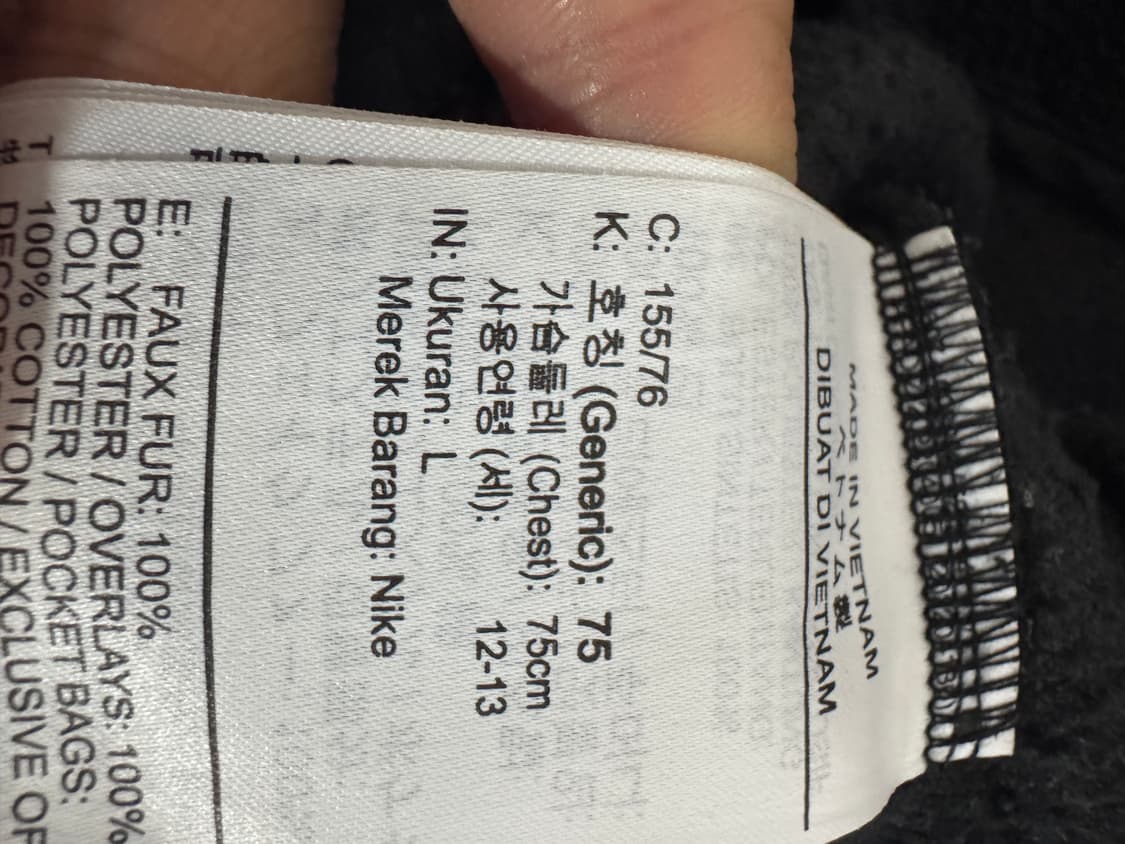 MADE IN VIETNAM
ベトナム製
DIBUAT DI VIETNAM
C: 155/76
K: 호칭 (Generic): 75
가슴둘레 (Chest): 75cm
사용연령 (세): 12-13
IN: Ukuran: L
Merek Barang: Nike
E: FAUX FUR: 100%
POLYESTER / OVERLAYS: 100%
POLYESTER / POCKET BAGS:
100% COTTON / EXCLUSIVE OF